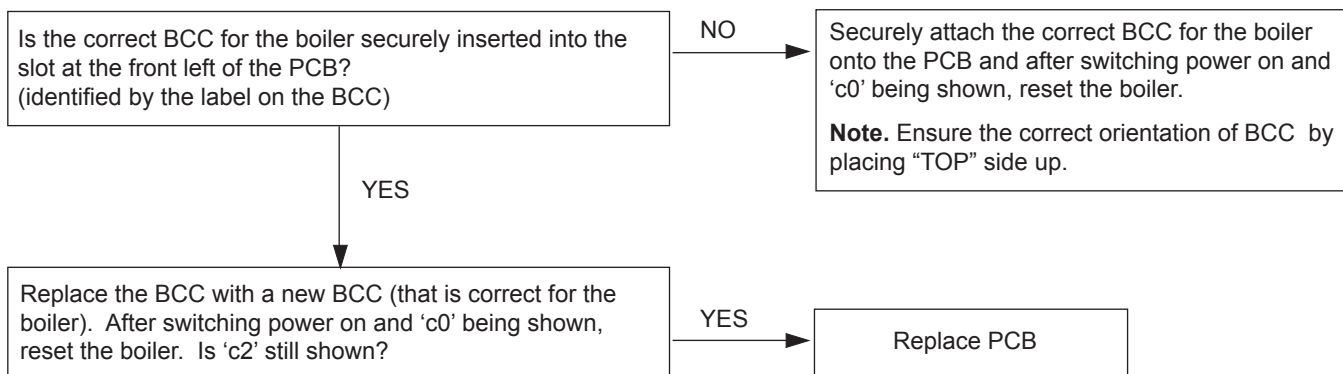 Is the correct BCC for the boiler securely inserted into the
slot at the front left of the PCB?
(identified by the label on the BCC)
NO
Securely attach the correct BCC for the boiler
onto the PCB and after switching power on and
‘c0’ being shown, reset the boiler.
Note. Ensure the correct orientation of BCC by
placing “TOP” side up.
YES
Replace the BCC with a new BCC (that is correct for the
boiler). After switching power on and ‘c0’ being shown,
reset the boiler. Is ‘c2’ still shown?
YES
Replace PCB